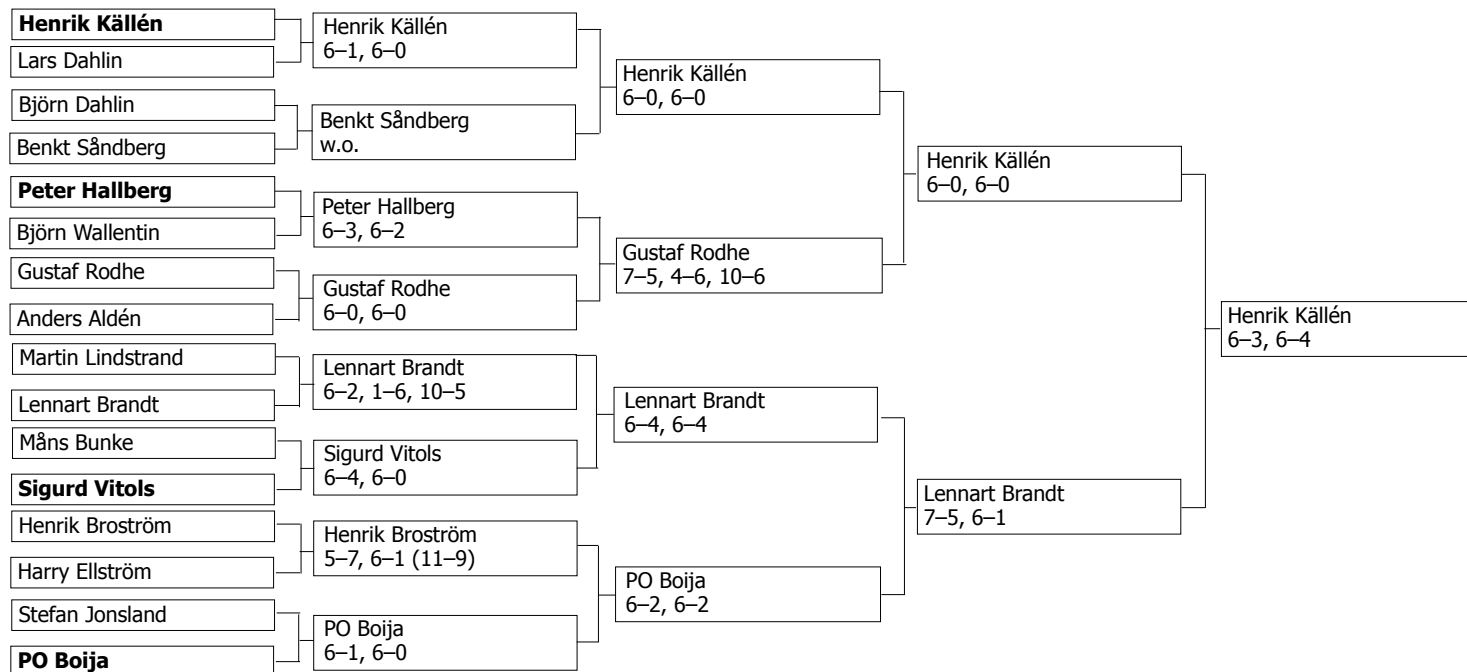 Henrik Källén
Lars Dahlin
Björn Dahlin
Benkt Såndberg
Peter Hallberg
Björn Wallentin
Gustaf Rodhe
Anders Aldén
Martin Lindstrand
Lennart Brandt
Måns Bunke
Sigurd Vitols
Henrik Broström
Harry Ellström
Stefan Jonsland
PO Boija
Henrik Källén
6–1, 6–0
Benkt Såndberg
w.o.
Peter Hallberg
6–3, 6–2
Gustaf Rodhe
6–0, 6–0
Lennart Brandt
6–2, 1–6, 10–5
Sigurd Vitols
6–4, 6–0
Henrik Broström
5–7, 6–1 (11–9)
PO Boija
6–1, 6–0
Henrik Källén
6–0, 6–0
Gustaf Rodhe
7–5, 4–6, 10–6
Lennart Brandt
6–4, 6–4
PO Boija
6–2, 6–2
Henrik Källén
6–0, 6–0
Lennart Brandt
7–5, 6–1
Henrik Källén
6–3, 6–4